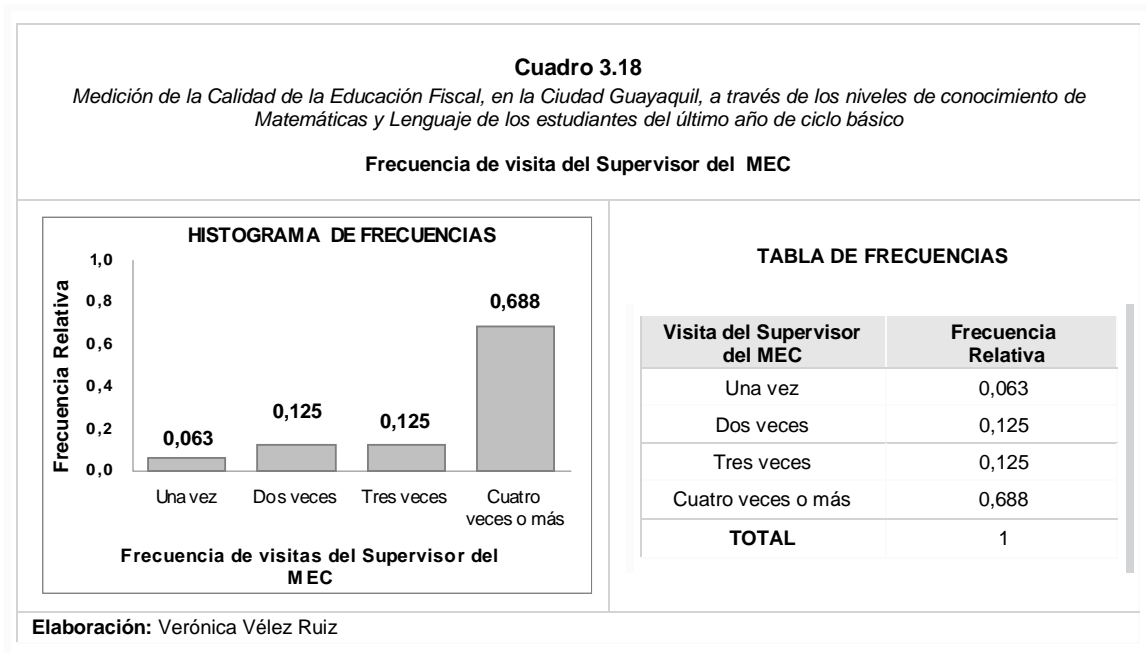 Cuadro 3.18
Medición de la Calidad de la Educación Fiscal, en la Ciudad Guayaquil, a través de los niveles de conocimiento de
Matemáticas y Lenguaje de los estudiantes del último año de ciclo básico
Frecuencia de visita del Supervisor del MEC
HISTOGRAMA DE FRECUENCIAS
Frecuencia Relativa
1,0
0,8
0,6
0,4
0,2
0,0
0,063
0,125
0,125
0,688
Una vez
Dos veces
Tres veces
Cuatro
veces o más
Frecuencia de visitas del Supervisor del
MEC
TABLA DE FRECUENCIAS
Visita del Supervisor
del MEC
Frecuencia
Relativa
Una vez 0,063
Dos veces 0,125
Tres veces 0,125
Cuatro veces o más 0,688
TOTAL 1
Elaboración: Verónica Vélez Ruiz